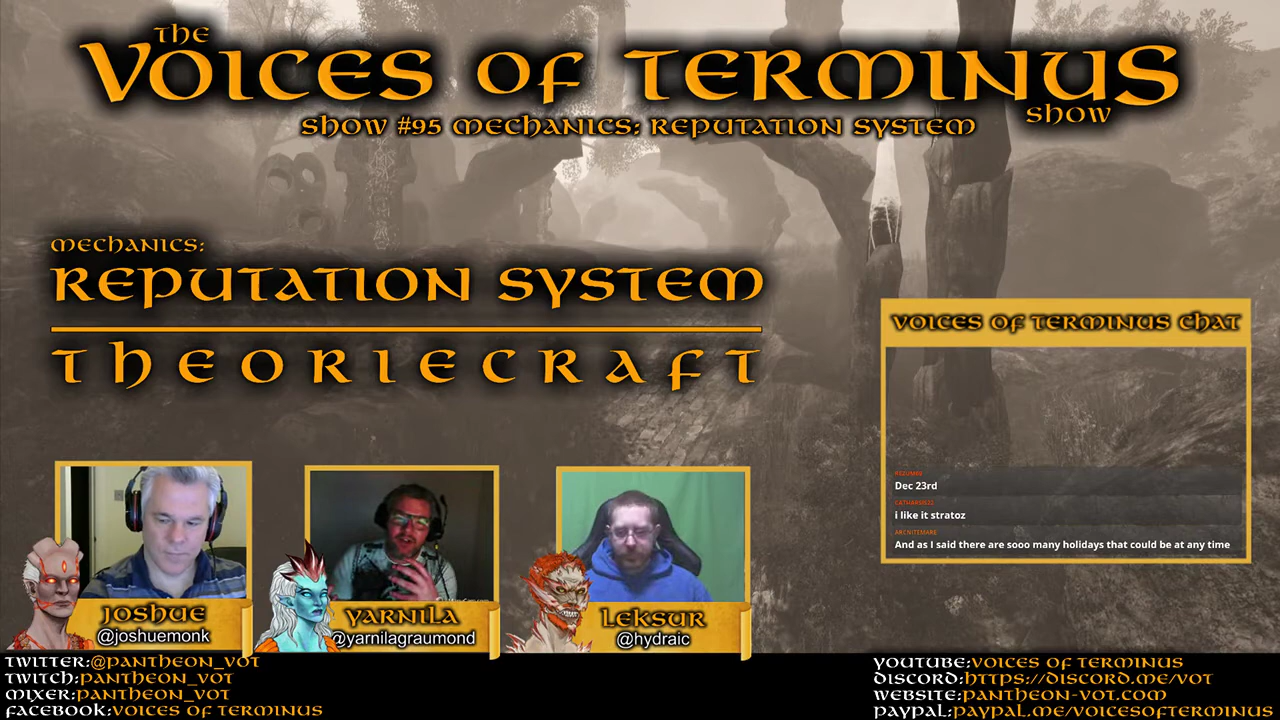 THE
VOICES OF TERMINUS
SHOW
SHOW #95 MECHANICS: REPUTATION SYSTEM
MECHANICS:
REPUTATION SYSTEM
THEORIECRAFT
VOICES OF TERMINUS CHAT
Dec 23rd
i like it stratoz
ARCNITEMARE
And as I said there are sooo many holidays that could be at any time
JOSHUE
@joshuemonk
YARNILA
@yarnilagraumond
LEKSUR
@hydraic
TWITTER:@PANTHEON_VOT
TWITCH:PANTHEON_VOT
MIXER:PANTHEON_VOT
FACEBOOK:VOICES OF TERMINUS
YOUTUBE:VOICES OF TERMINUS
DISCORD:HTTPS://DISCORD.ME/VOT
WEBSITE:PANTHEON-VOT.COM
PAYPAL:PAYPAL.ME/VOICESOFTERMINUS